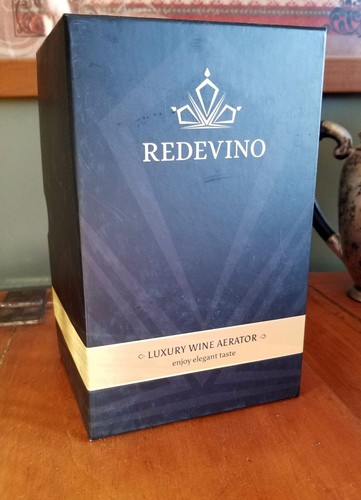 REDEVINO
LUXURY WINE AERATOR
enjoy elegant taste